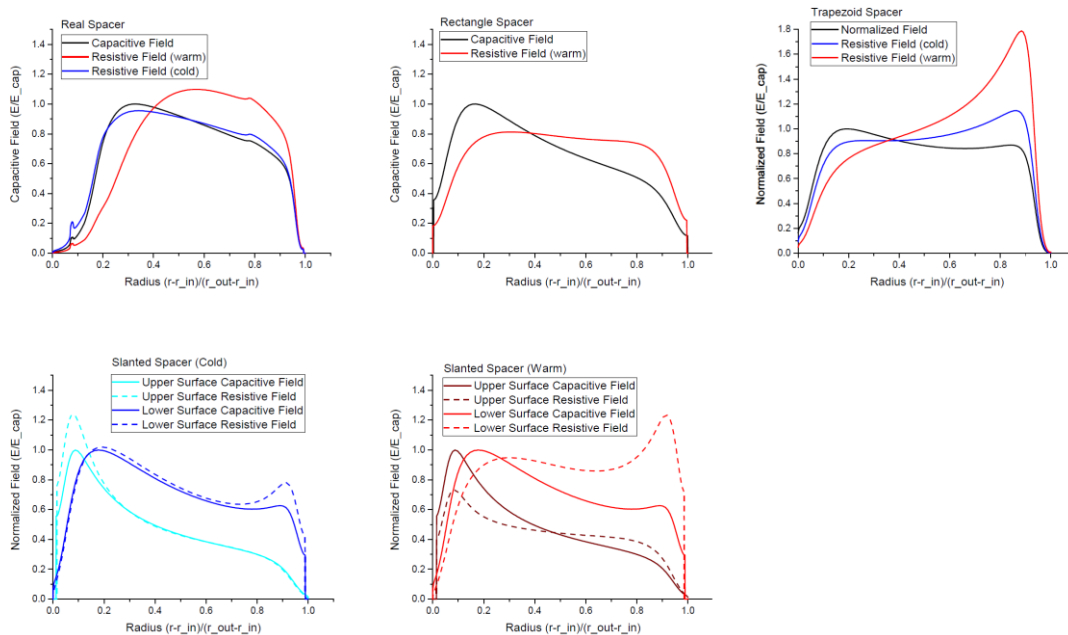 Real Spacer
Capacitive Field
Resistive Field (warm)
Resistive Field (cold)
Capacitive Field (E/E_cap)
1.4
1.2
1.0
0.8
0.6
0.4
0.2
0.0
0.0 0.2 0.4 0.6 0.8 1.0
Radius (r-r_in)/(r_out-r_in)
Rectangle Spacer
Capacitive Field
Resistive Field (warm)
Capacitive Field (E/E_cap)
1.4
1.2
1.0
0.8
0.6
0.4
0.2
0.0
0.0 0.2 0.4 0.6 0.8 1.0
Radius (r-r_in)/(r_out-r_in)
Trapezoid Spacer
Normalized Field
Resistive Field (cold)
Resistive Field (warm)
Normalized Field (E/E_cap)
1.8
1.6
1.4
1.2
1.0
0.8
0.6
0.4
0.2
0.0
0.0 0.2 0.4 0.6 0.8 1.0
Radius (r-r_in)/(r_out-r_in)
Slanted Spacer (Cold)
Upper Surface Capacitive Field
Upper Surface Resistive Field
Lower Surface Capacitive Field
Lower Surface Resistive Field
Normalized Field (E/E_cap)
1.4
1.2
1.0
0.8
0.6
0.4
0.2
0.0
0.0 0.2 0.4 0.6 0.8 1.0
Radius (r-r_in)/(r_out-r_in)
Slanted Spacer (Warm)
Upper Surface Capacitive Field
Upper Surface Resistive Field
Lower Surface Capacitive Field
Lower Surface Resistive Field
Normalized Field (E/E_cap)
1.4
1.2
1.0
0.8
0.6
0.4
0.2
0.0
0.0 0.2 0.4 0.6 0.8 1.0
Radius (r-r_in)/(r_out-r_in)